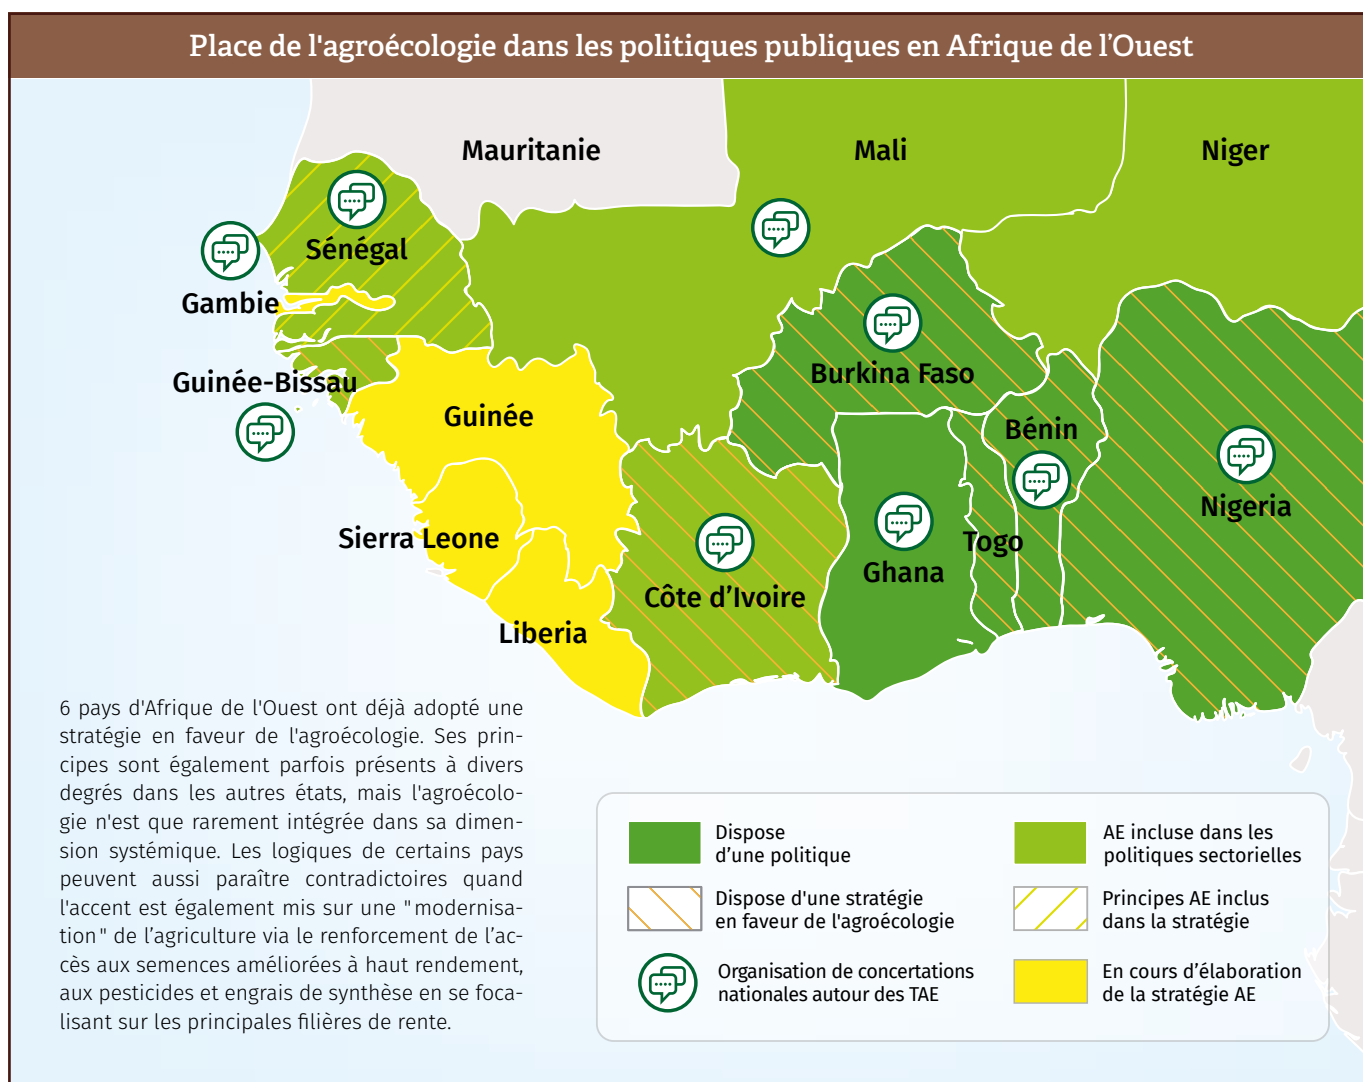 Place de l'agroécologie dans les politiques publiques en Afrique de l'Ouest
Mauritanie
Mali
Niger
Sénégal
Gambie
Guinée-Bissau
Burkina Faso
Guinée
Bénin
Nigeria
Sierra Leone
Togo
Ghana
Côte d'Ivoire
Liberia
6 pays d'Afrique de l'Ouest ont déjà adopté une
stratégie en faveur de l'agroécologie. Ses prin-
cipes sont également parfois présents à divers
degrés dans les autres états, mais l'agroécolo-
gie n'est que rarement intégrée dans sa dimen-
sion systémique. Les logiques de certains pays
peuvent aussi paraître contradictoires quand
l'accent est également mis sur une "modernisa-
tion" de l'agriculture via le renforcement de l'ac-
cès aux semences améliorées à haut rendement,
aux pesticides et engrais de synthèse en se foca-
lisant sur les principales filières de rente.
Dispose
d'une politique
Dispose d'une stratégie
en faveur de l'agroécologie
Organisation de concertations
nationales autour des TAE
AE incluse dans les
politiques sectorielles
Principes AE inclus
dans la stratégie
En cours d'élaboration
de la stratégie AE